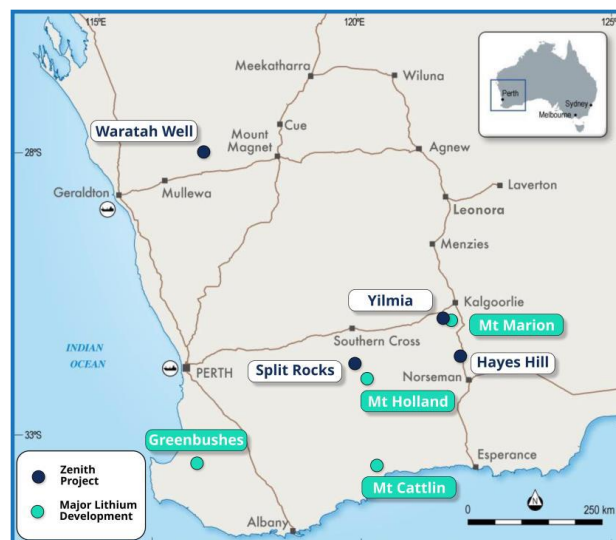 115°E
120°E
125°
Meekatharra
Wiluna
Perth
Sydney
Melbourne
Waratah Well
Cue
Mount
Magnet
28°S
Agnew
Mullewa
Laverton
Geraldton
Leonora
Menzies
Yilmia
Kalgoorlie
Mt Marion
Southern Cross
INDIAN
OCEAN
PERTH
Split Rocks
Hayes Hill
Norseman
Mt Holland
33°S
Greenbushes
Esperance
Zenith
Project
Mt Cattlin
Major Lithium
Development
Albany
N
0
250 km